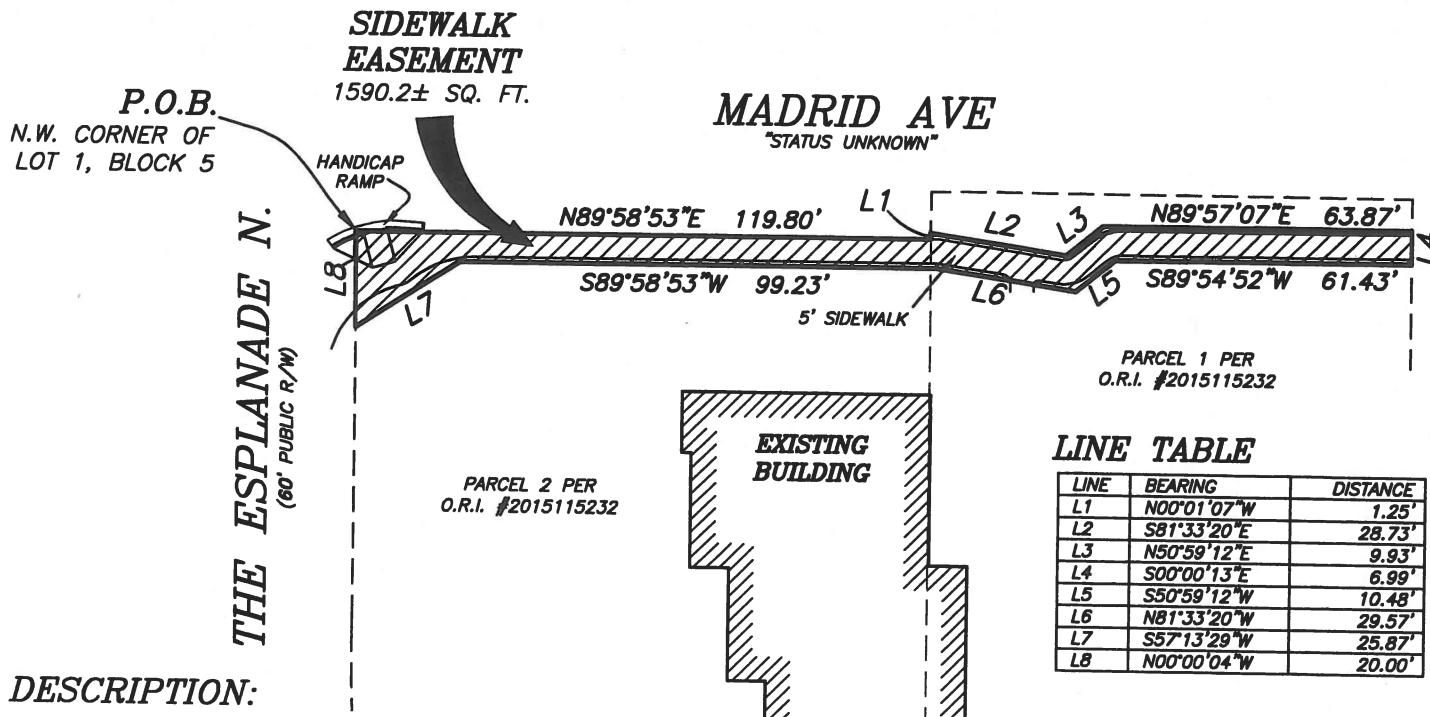 SIDEWALK
EASEMENT
1590.2± SQ. FT.
P.O.B.
N.W. CORNER OF
LOT 1, BLOCK 5
HANDICAP
RAMP
MADRID AVE
"STATUS UNKNOWN"
N89°58'53"E 119.80'
L1
L2
L3
N89°57'07"E 63.87'
L4
L8
L7
S89°58'53"W 99.23'
L6
L5
S89°54'52"W 61.43'
5' SIDEWALK
THE ESPLANADE N.
(60' PUBLIC R/W)
PARCEL 1 PER
O.R.I. #2015115232
EXISTING
BUILDING
PARCEL 2 PER
O.R.I. #2015115232
LINE TABLE
LINE BEARING DISTANCE
L1 N00°01'07"W 1.25'
L2 S81°33'20"E 28.73'
L3 N50°59'12"E 9.93'
L4 S00°00'13"E 6.99'
L5 S50°59'12"W 10.48'
L6 N81°33'20"W 29.57'
L7 S57°13'29"W 25.87'
L8 N00°00'04"W 20.00'
DESCRIPTION: